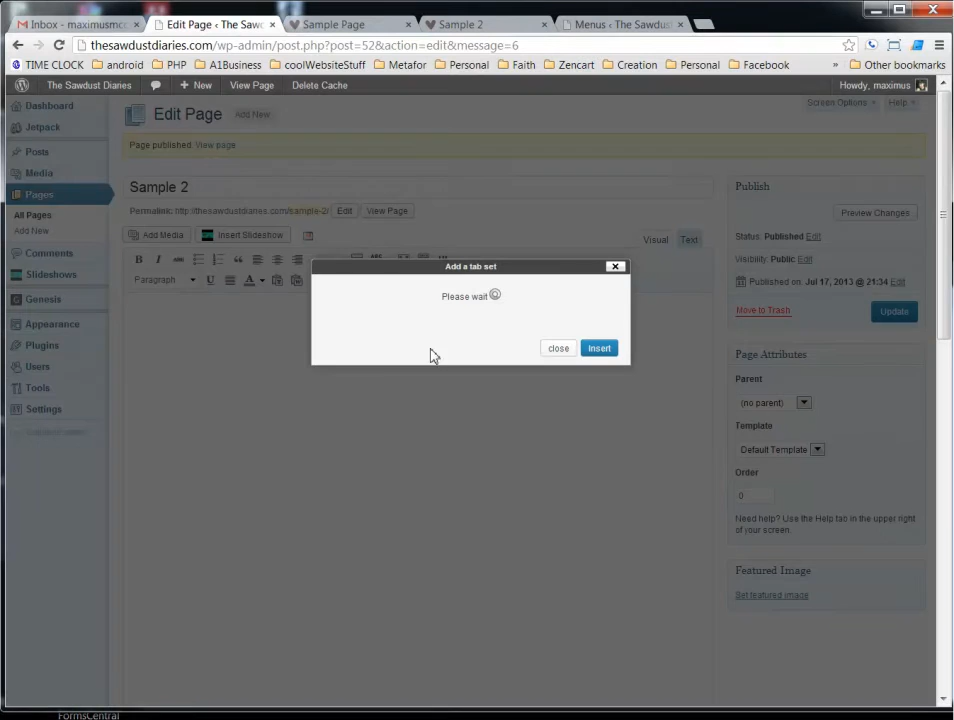 Inbox - maximusmcc
Edit Page ‹ The Sawd
Sample Page
Sample 2
Menus ‹ The Sawdust
thesawdustdiaries.com/wp-admin/post.php?post=52&action=edit&message=6
TIME CLOCK android PHP A1Business coolWebsiteStuff Metafor Personal Faith Zencart Creation Personal Facebook » Other bookmarks
The Sawdust Diaries + New View Page Delete Cache Howdy, maximus
Dashboard
Jetpack
Posts
Media
Pages
All Pages
Add New
Comments
Slideshows
Genesis
Appearance
Plugins
Users
Tools
Settings
Edit Page Add New
Screen Options Help
Page published. View page
Sample 2
Permalink: http://thesawdustdiaries.com/sample-2/ Edit View Page
Add Media Insert Slideshow
Visual Text
B I ABC
Paragraph U A
Add a tab set
Please wait
close Insert
Publish
Preview Changes
Status: Published Edit
Visibility: Public Edit
Published on: Jul 17, 2013 @ 21:34 Edit
Move to Trash Update
Page Attributes
Parent
(no parent)
Template
Default Template
Order
0
Need help? Use the Help tab in the upper right
of your screen.
Featured Image
Set featured image
FormsCentral